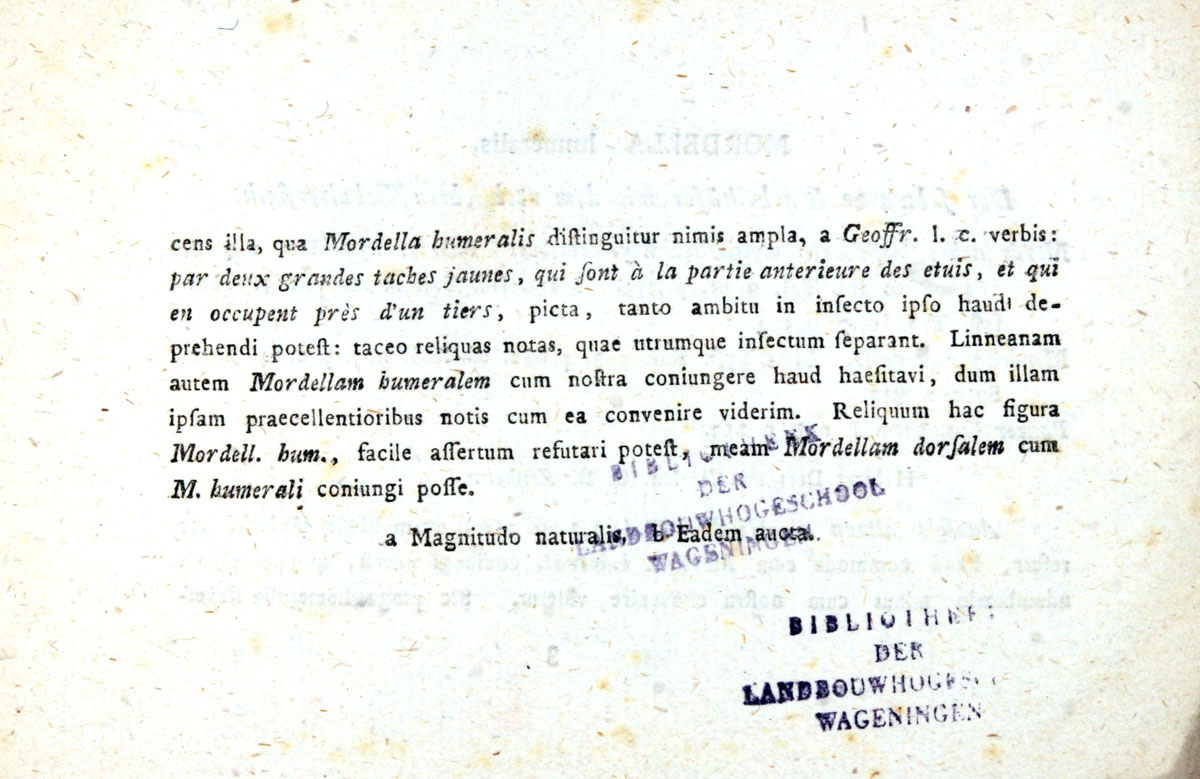 cens illa, qua Mordella humeralis diſtinguitur nimis ampla, a Geoffr. l. c. verbis:
par deux grandes taches jaunes, qui ſont à la partie anterieure des etuis, et qui
en occupent près d'un tiers, picta, tanto ambitu in inſecto ipſo haud de-
prehendi poteſt: taceo reliquas notas, quae utrumque inſectum ſeparant. Linneanam
autem Mordellam humeralem cum noſtra coniungere haud haeſitavi, dum illam
ipſam praecellentioribus notis cum ea convenire viderim. Reliquum hac figura
Mordell. hum., facile aſſertum refutari poteſt, meam Mordellam dorſalem cum
M. humerali coniungi poſſe.
a Magnitudo naturalis, b Eadem aucta.
BIBLIOTHEEK
DER
LANDBOUWHOGESCHOOL
WAGENINGEN
BIBLIOTHEE
DER
LANDBOUWHOGESC
WAGENINGEN